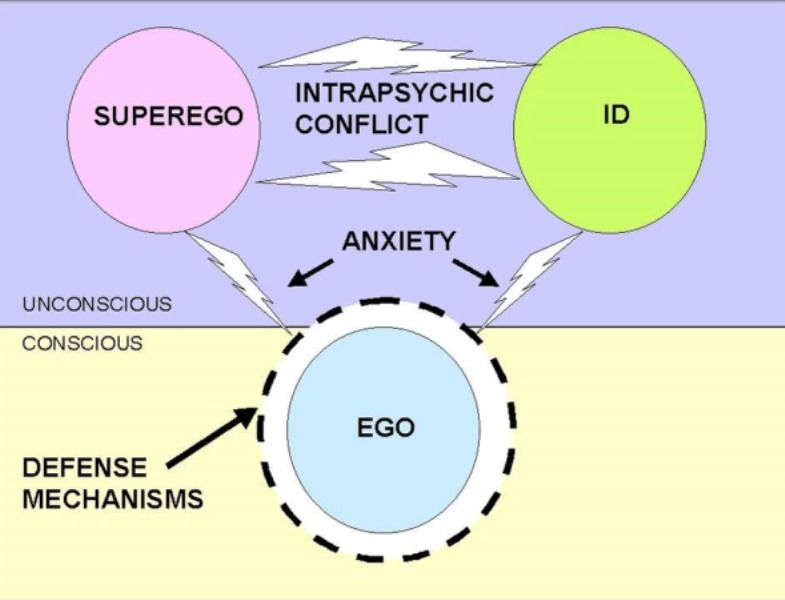 SUPEREGO
INTRAPSYCHIC
CONFLICT
ID
ANXIETY
UNCONSCIOUS
CONSCIOUS
EGO
DEFENSE
MECHANISMS